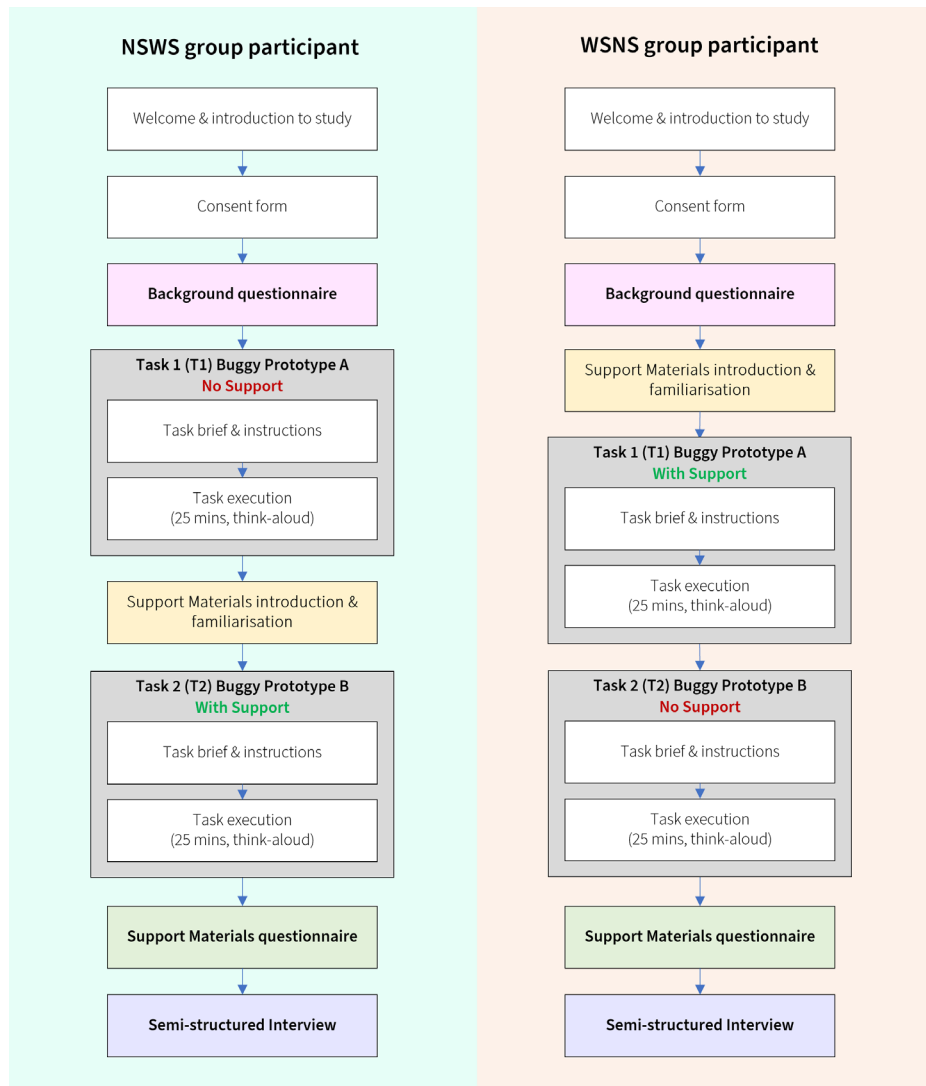 NSWS group participant
Welcome & introduction to study
Consent form
Background questionnaire
Task 1 (T1) Buggy Prototype A
No Support
Task brief & instructions
Task execution
(25 mins, think-aloud)
Support Materials introduction &
familiarisation
Task 2 (T2) Buggy Prototype B
With Support
Task brief & instructions
Task execution
(25 mins, think-aloud)
Support Materials questionnaire
Semi-structured Interview
WSNS group participant
Welcome & introduction to study
Consent form
Background questionnaire
Support Materials introduction &
familiarisation
Task 1 (T1) Buggy Prototype A
With Support
Task brief & instructions
Task execution
(25 mins, think-aloud)
Task 2 (T2) Buggy Prototype B
No Support
Task brief & instructions
Task execution
(25 mins, think-aloud)
Support Materials questionnaire
Semi-structured Interview